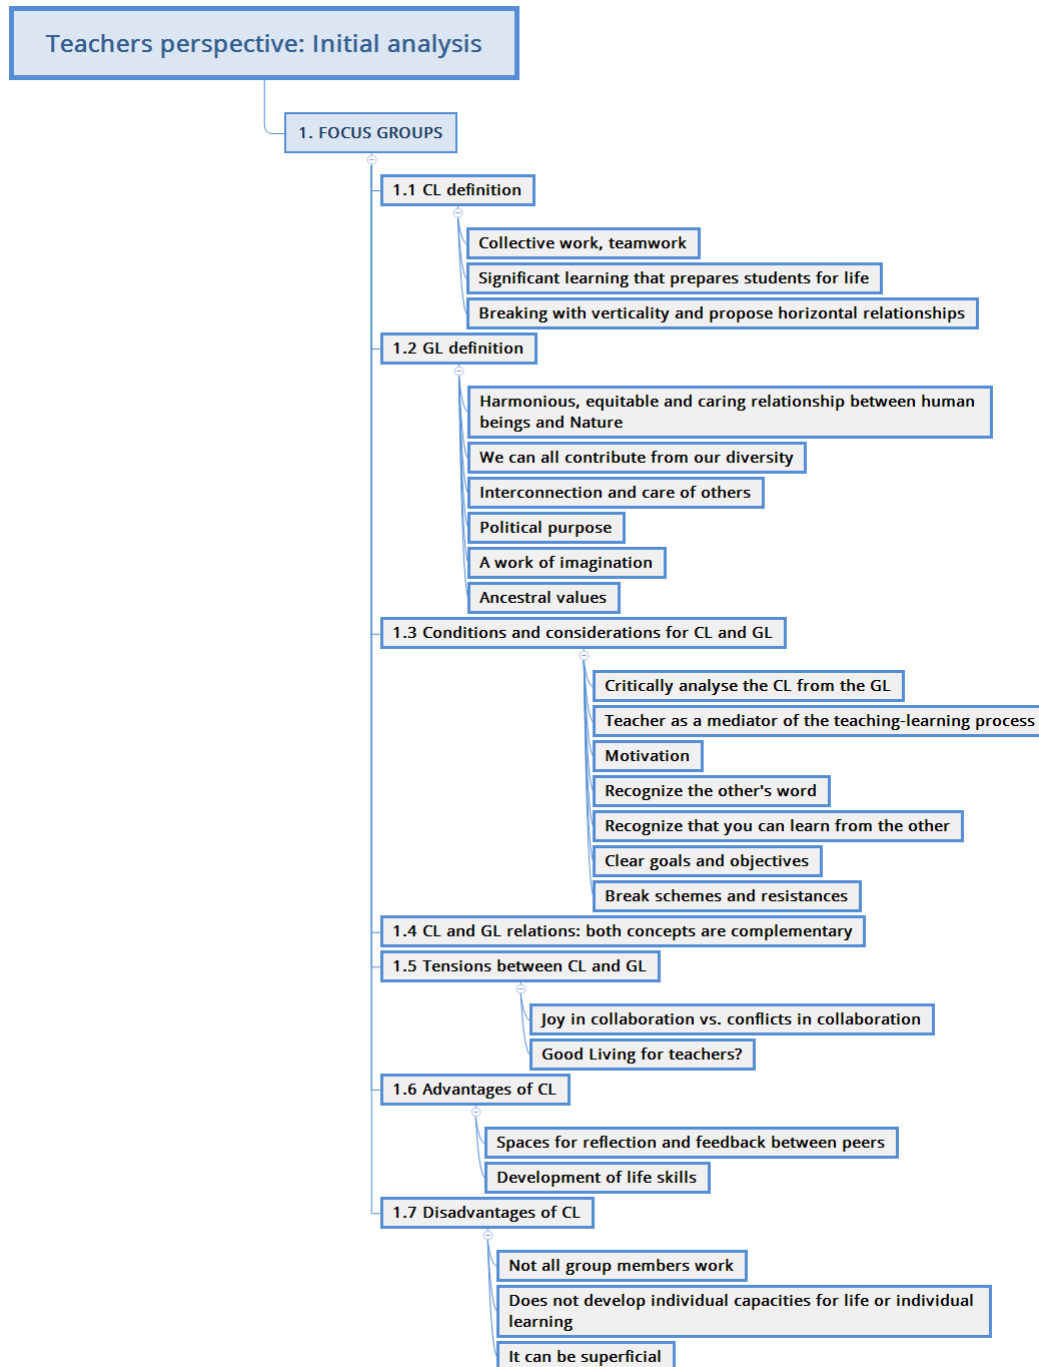 Teachers perspective: Initial analysis
1. FOCUS GROUPS
1.1 CL definition
Collective work, teamwork
Significant learning that prepares students for life
Breaking with verticality and propose horizontal relationships
1.2 GL definition
Harmonious, equitable and caring relationship between human
beings and Nature
We can all contribute from our diversity
Interconnection and care of others
Political purpose
A work of imagination
Ancestral values
1.3 Conditions and considerations for CL and GL
Critically analyse the CL from the GL
Teacher as a mediator of the teaching-learning process
Motivation
Recognize the other's word
Recognize that you can learn from the other
Clear goals and objectives
Break schemes and resistances
1.4 CL and GL relations: both concepts are complementary
1.5 Tensions between CL and GL
Joy in collaboration vs. conflicts in collaboration
Good Living for teachers?
1.6 Advantages of CL
Spaces for reflection and feedback between peers
Development of life skills
1.7 Disadvantages of CL
Not all group members work
Does not develop individual capacities for life or individual
learning
It can be superficial